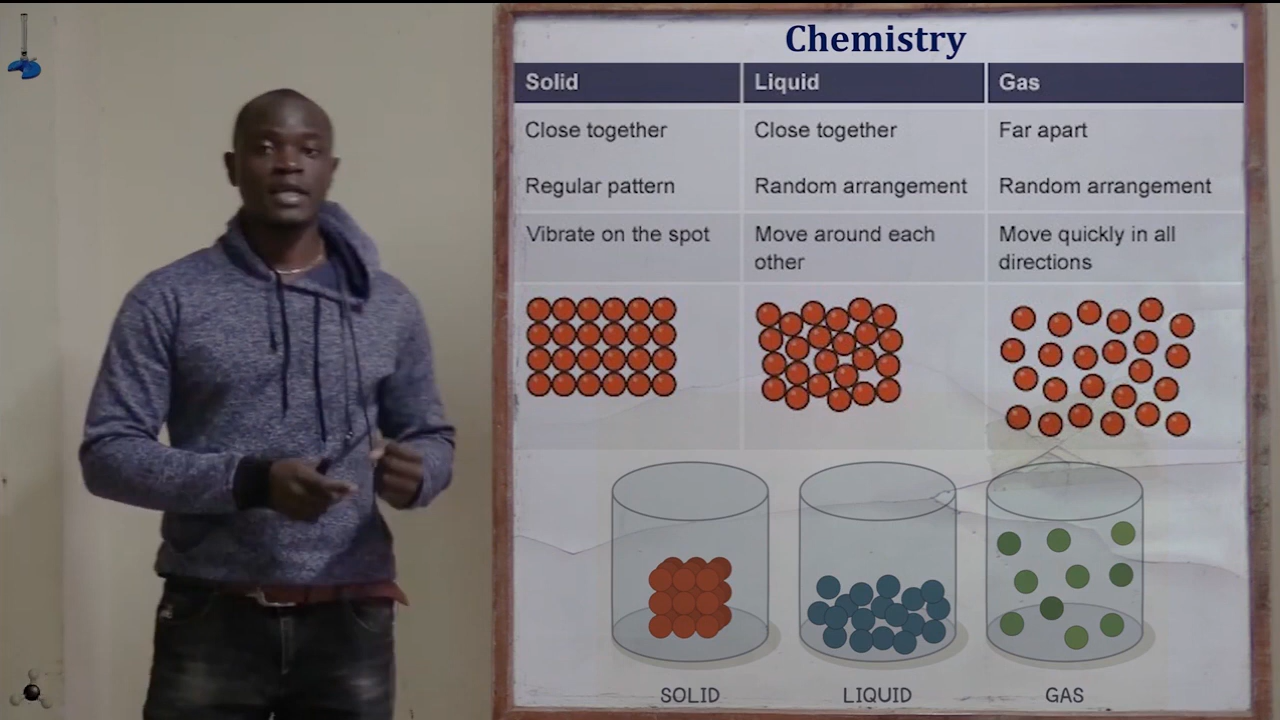 Chemistry
Solid Liquid Gas
Close together Close together Far apart
Regular pattern Random arrangement Random arrangement
Vibrate on the spot Move around each other Move quickly in all directions
SOLID LIQUID GAS